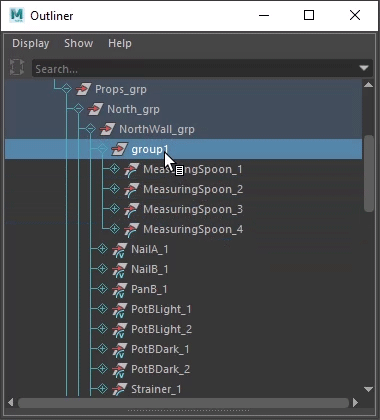 Outliner
Display Show Help
Search...
Props_grp
North_grp
NorthWall_grp
group1
MeasuringSpoon_1
MeasuringSpoon_2
MeasuringSpoon_3
MeasuringSpoon_4
NailA_1
NailB_1
PanB_1
PotBLight_1
PotBLight_2
PotBDark_1
PotBDark_2
Strainer_1